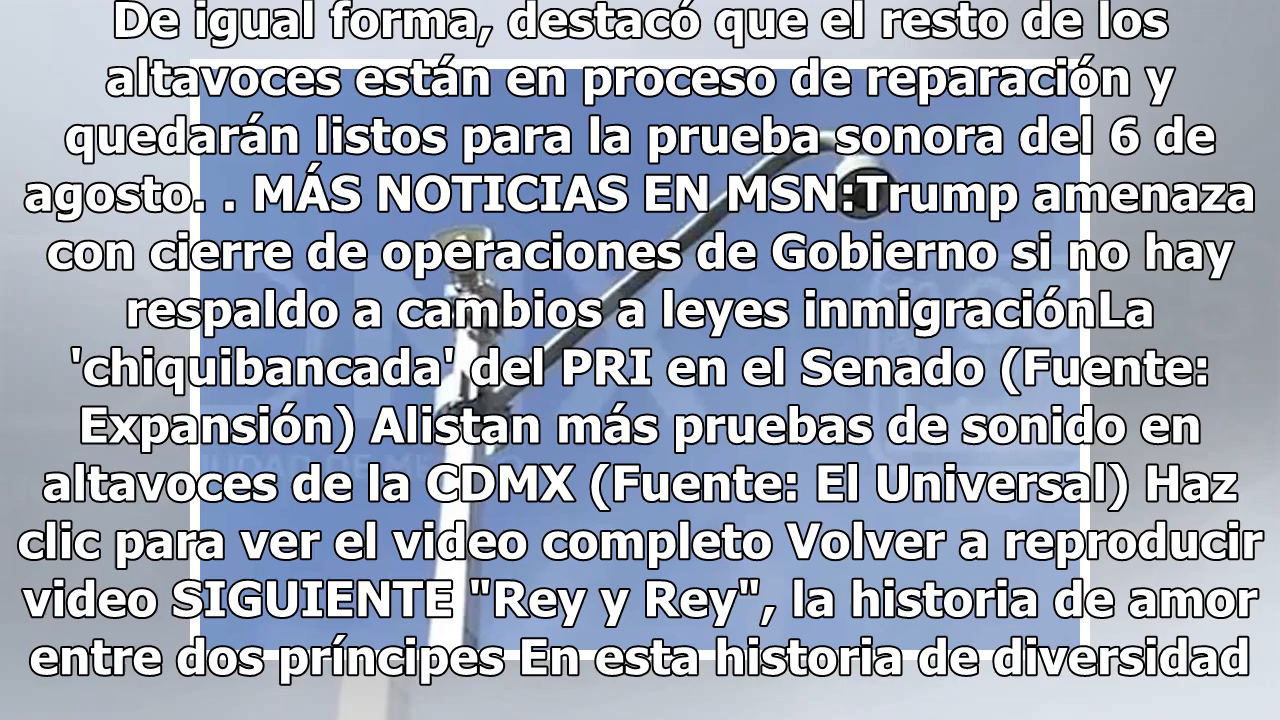 De igual forma, destacó que el resto de los
altavoces están en proceso de reparación y
quedarán listos para la prueba sonora del 6 de
agosto. . MÁS NOTICIAS EN MSN:Trump amenaza
con cierre de operaciones de Gobierno si no hay
respaldo a cambios a leyes inmigraciónLa
'chiquibancada' del PRI en el Senado (Fuente:
Expansión) Alistan más pruebas de sonido en
altavoces de la CDMX (Fuente: El Universal) Haz
clic para ver el video completo Volver a reproducir
video SIGUIENTE "Rey y Rey", la historia de amor
entre dos príncipes En esta historia de diversidad